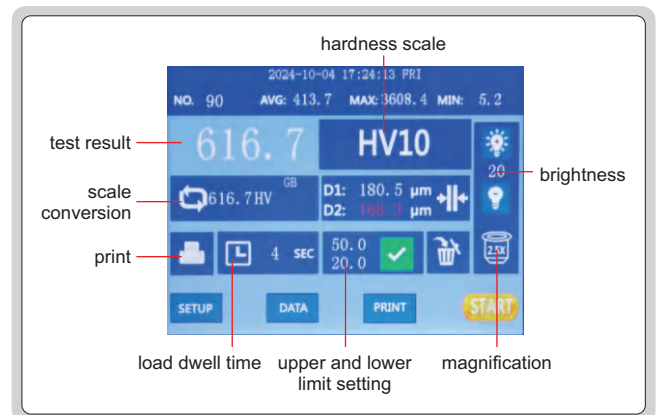 hardness scale
2024-10-04 17:24:13 FRI
NO. 90 AVG: 413.7 MAX: 3608.4 MIN: 5.2
test result
616.7
HV10
20
brightness
scale
conversion
616.7HV
GB
D1: 180.5 µm
D2: 166.3 µm
print
4 SEC
50.0
20.0
2.5X
SETUP
DATA
PRINT
START
load dwell time
upper and lower
limit setting
magnification